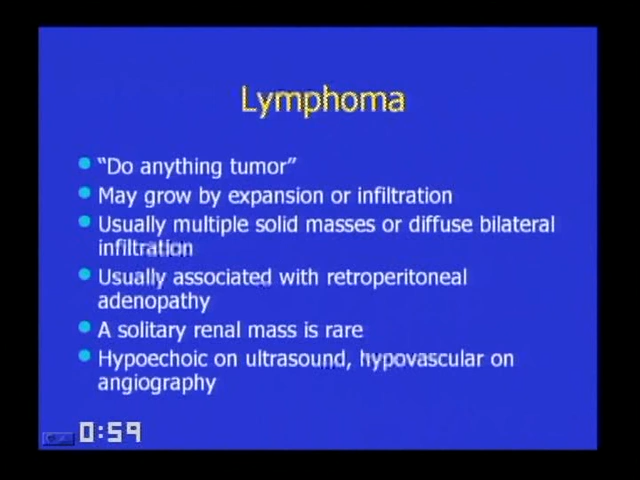 Lymphoma
“Do anything tumor”
May grow by expansion or infiltration
Usually multiple solid masses or diffuse bilateral
infiltration
Usually associated with retroperitoneal
adenopathy
A solitary renal mass is rare
Hypoechoic on ultrasound, hypovascular on
angiography
0:59